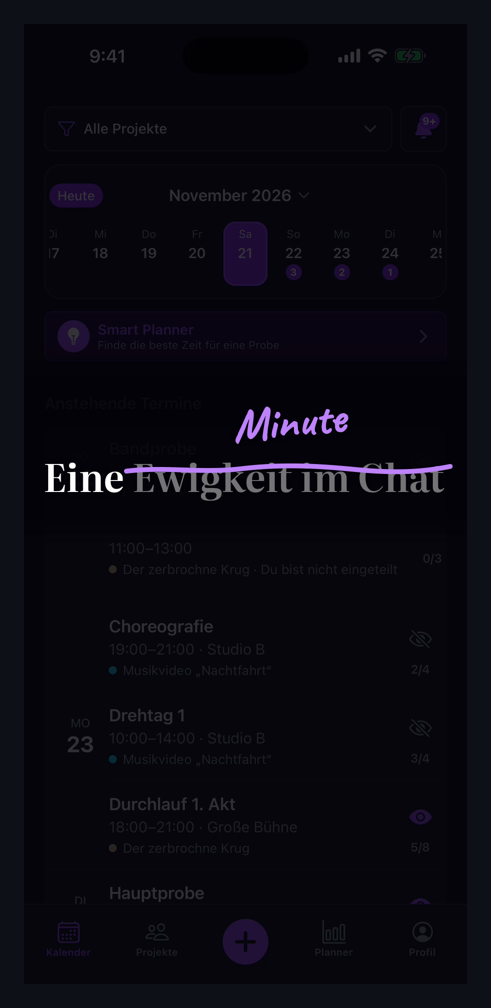 9:41
Alle Projekte
9+
Heute
November 2026
Di Mi Do Fr Sa So Mo Di M
17 18 19 20 21 22 23 24 25
3 2 1
Smart Planner
Finde die beste Zeit für eine Probe
Anstehende Termine
Bandprobe
Minute
Eine Ewigkeit im Chat
11:00–13:00
0/3
Der zerbrochne Krug · Du bist nicht eingeteilt
Choreografie
19:00–21:00 · Studio B
Musikvideo „Nachtfahrt“
2/4
MO
23
Drehtag 1
10:00–14:00 · Studio B
Musikvideo „Nachtfahrt“
3/4
Durchlauf 1. Akt
18:00–21:00 · Große Bühne
Der zerbrochne Krug
5/8
DI
Hauptprobe
Kalender
Projekte
Planner
Profil